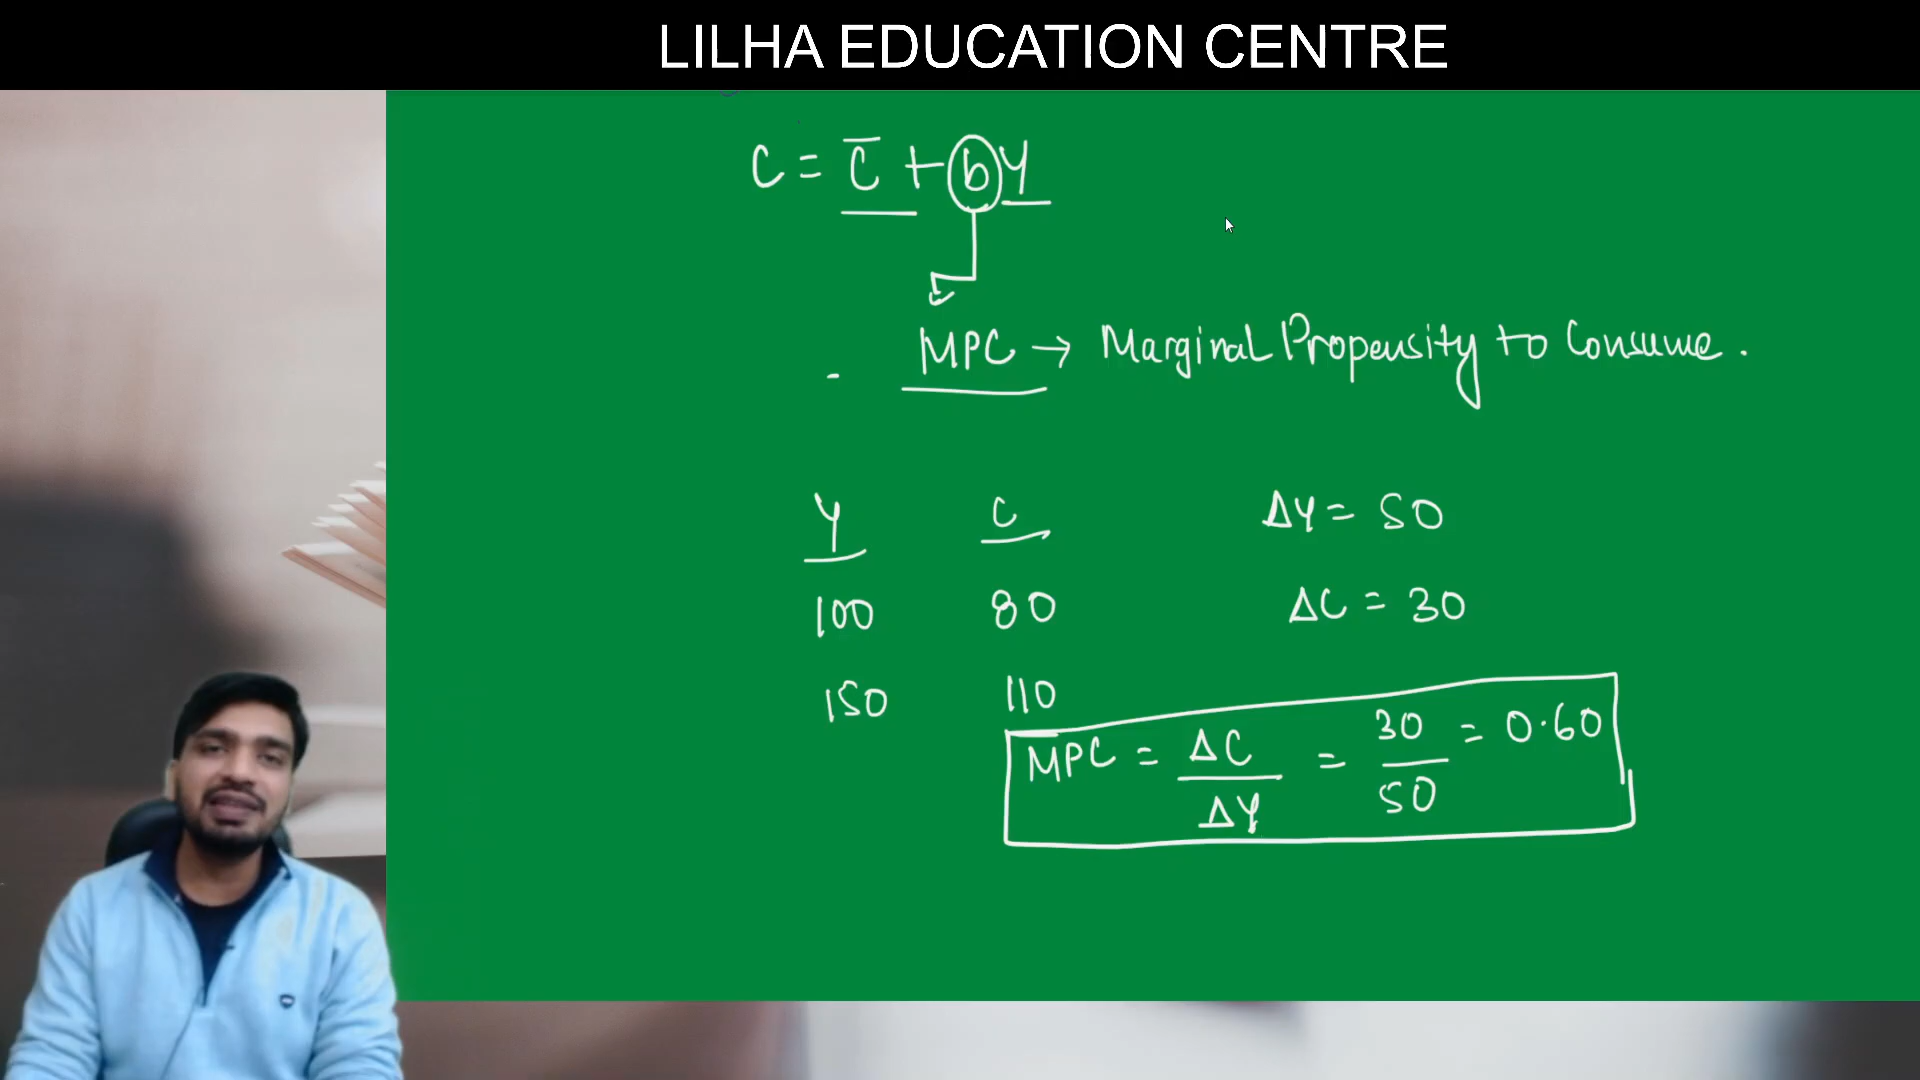 LILHA EDUCATION CENTRE
C = C̅ + bY
MPC → Marginal Propensity to Consume.
Y C ΔY = 50
100 80 ΔC = 30
150 110
MPC = ΔC/ΔY = 30/50 = 0.60